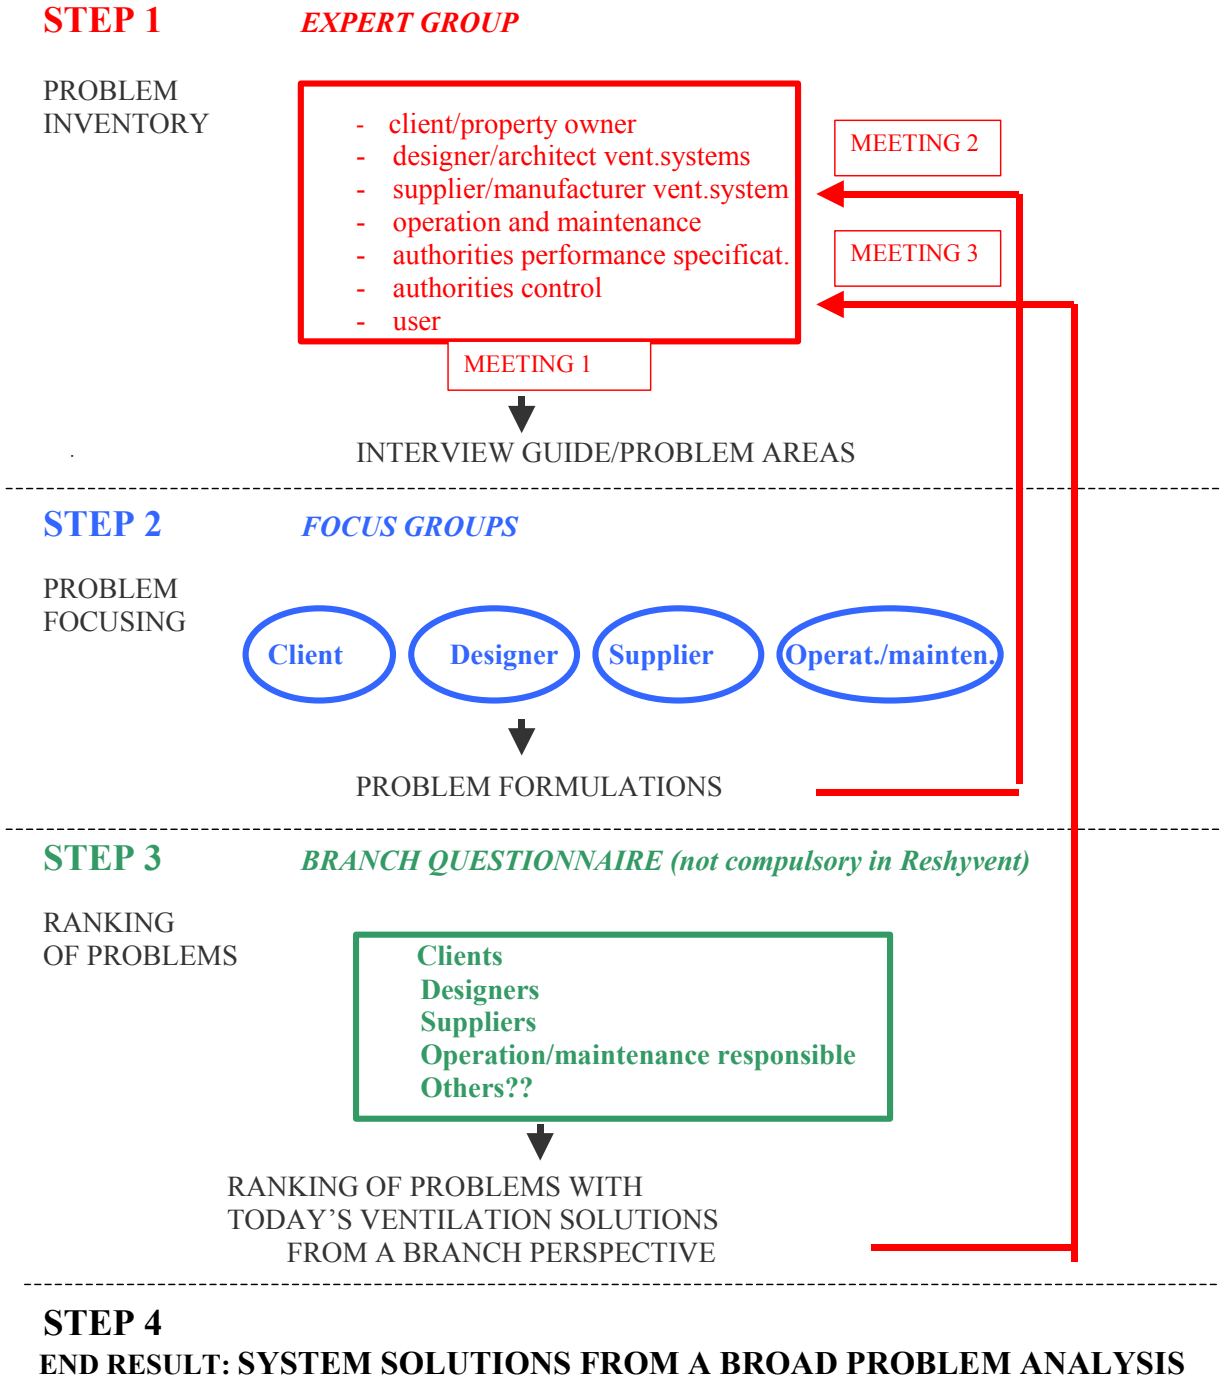 STEP 1 EXPERT GROUP
PROBLEM
INVENTORY
- client/property owner
- designer/architect vent.systems
- supplier/manufacturer vent.system
- operation and maintenance
- authorities performance specificat.
- authorities control
- user
MEETING 2
MEETING 3
MEETING 1
INTERVIEW GUIDE/PROBLEM AREAS
.
STEP 2 FOCUS GROUPS
PROBLEM
FOCUSING
Client Designer Supplier Operat./mainten.
PROBLEM FORMULATIONS
STEP 3 BRANCH QUESTIONNAIRE (not compulsory in Reshyvent)
RANKING
OF PROBLEMS
Clients
Designers
Suppliers
Operation/maintenance responsible
Others??
RANKING OF PROBLEMS WITH
TODAY’S VENTILATION SOLUTIONS
FROM A BRANCH PERSPECTIVE
STEP 4
END RESULT: SYSTEM SOLUTIONS FROM A BROAD PROBLEM ANALYSIS